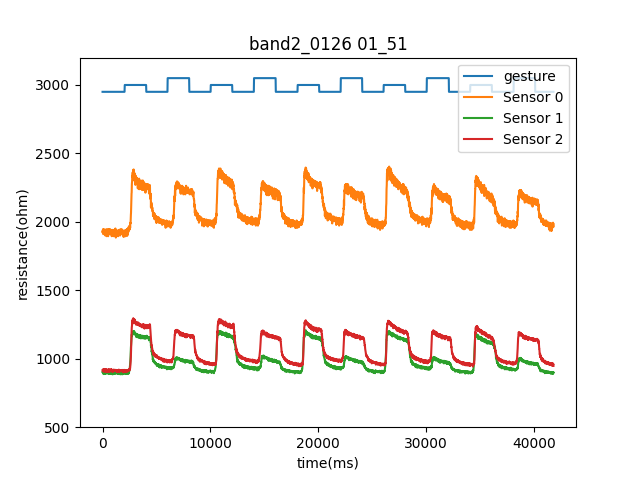 band2_0126 01_51
gesture
Sensor 0
Sensor 1
Sensor 2
3000
2500
2000
1500
1000
500
resistance(ohm)
0
10000
20000
30000
40000
time(ms)